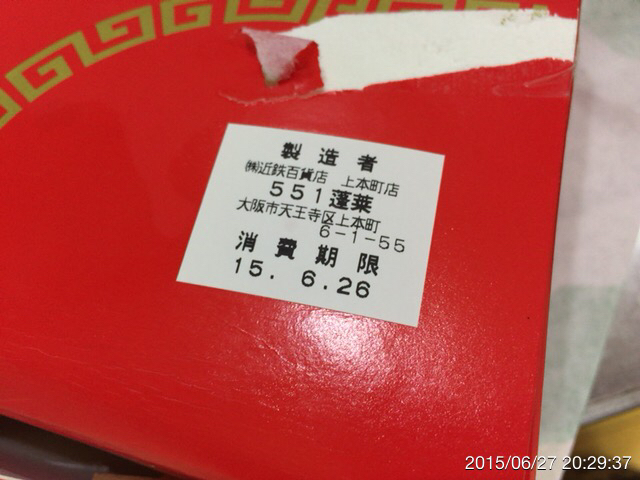 製造者
㈱近鉄百貨店 上本町店
551蓬莱
大阪市天王寺区上本町
6-1-55
消費期限
15. 6.26
2015/06/27 20:29:37